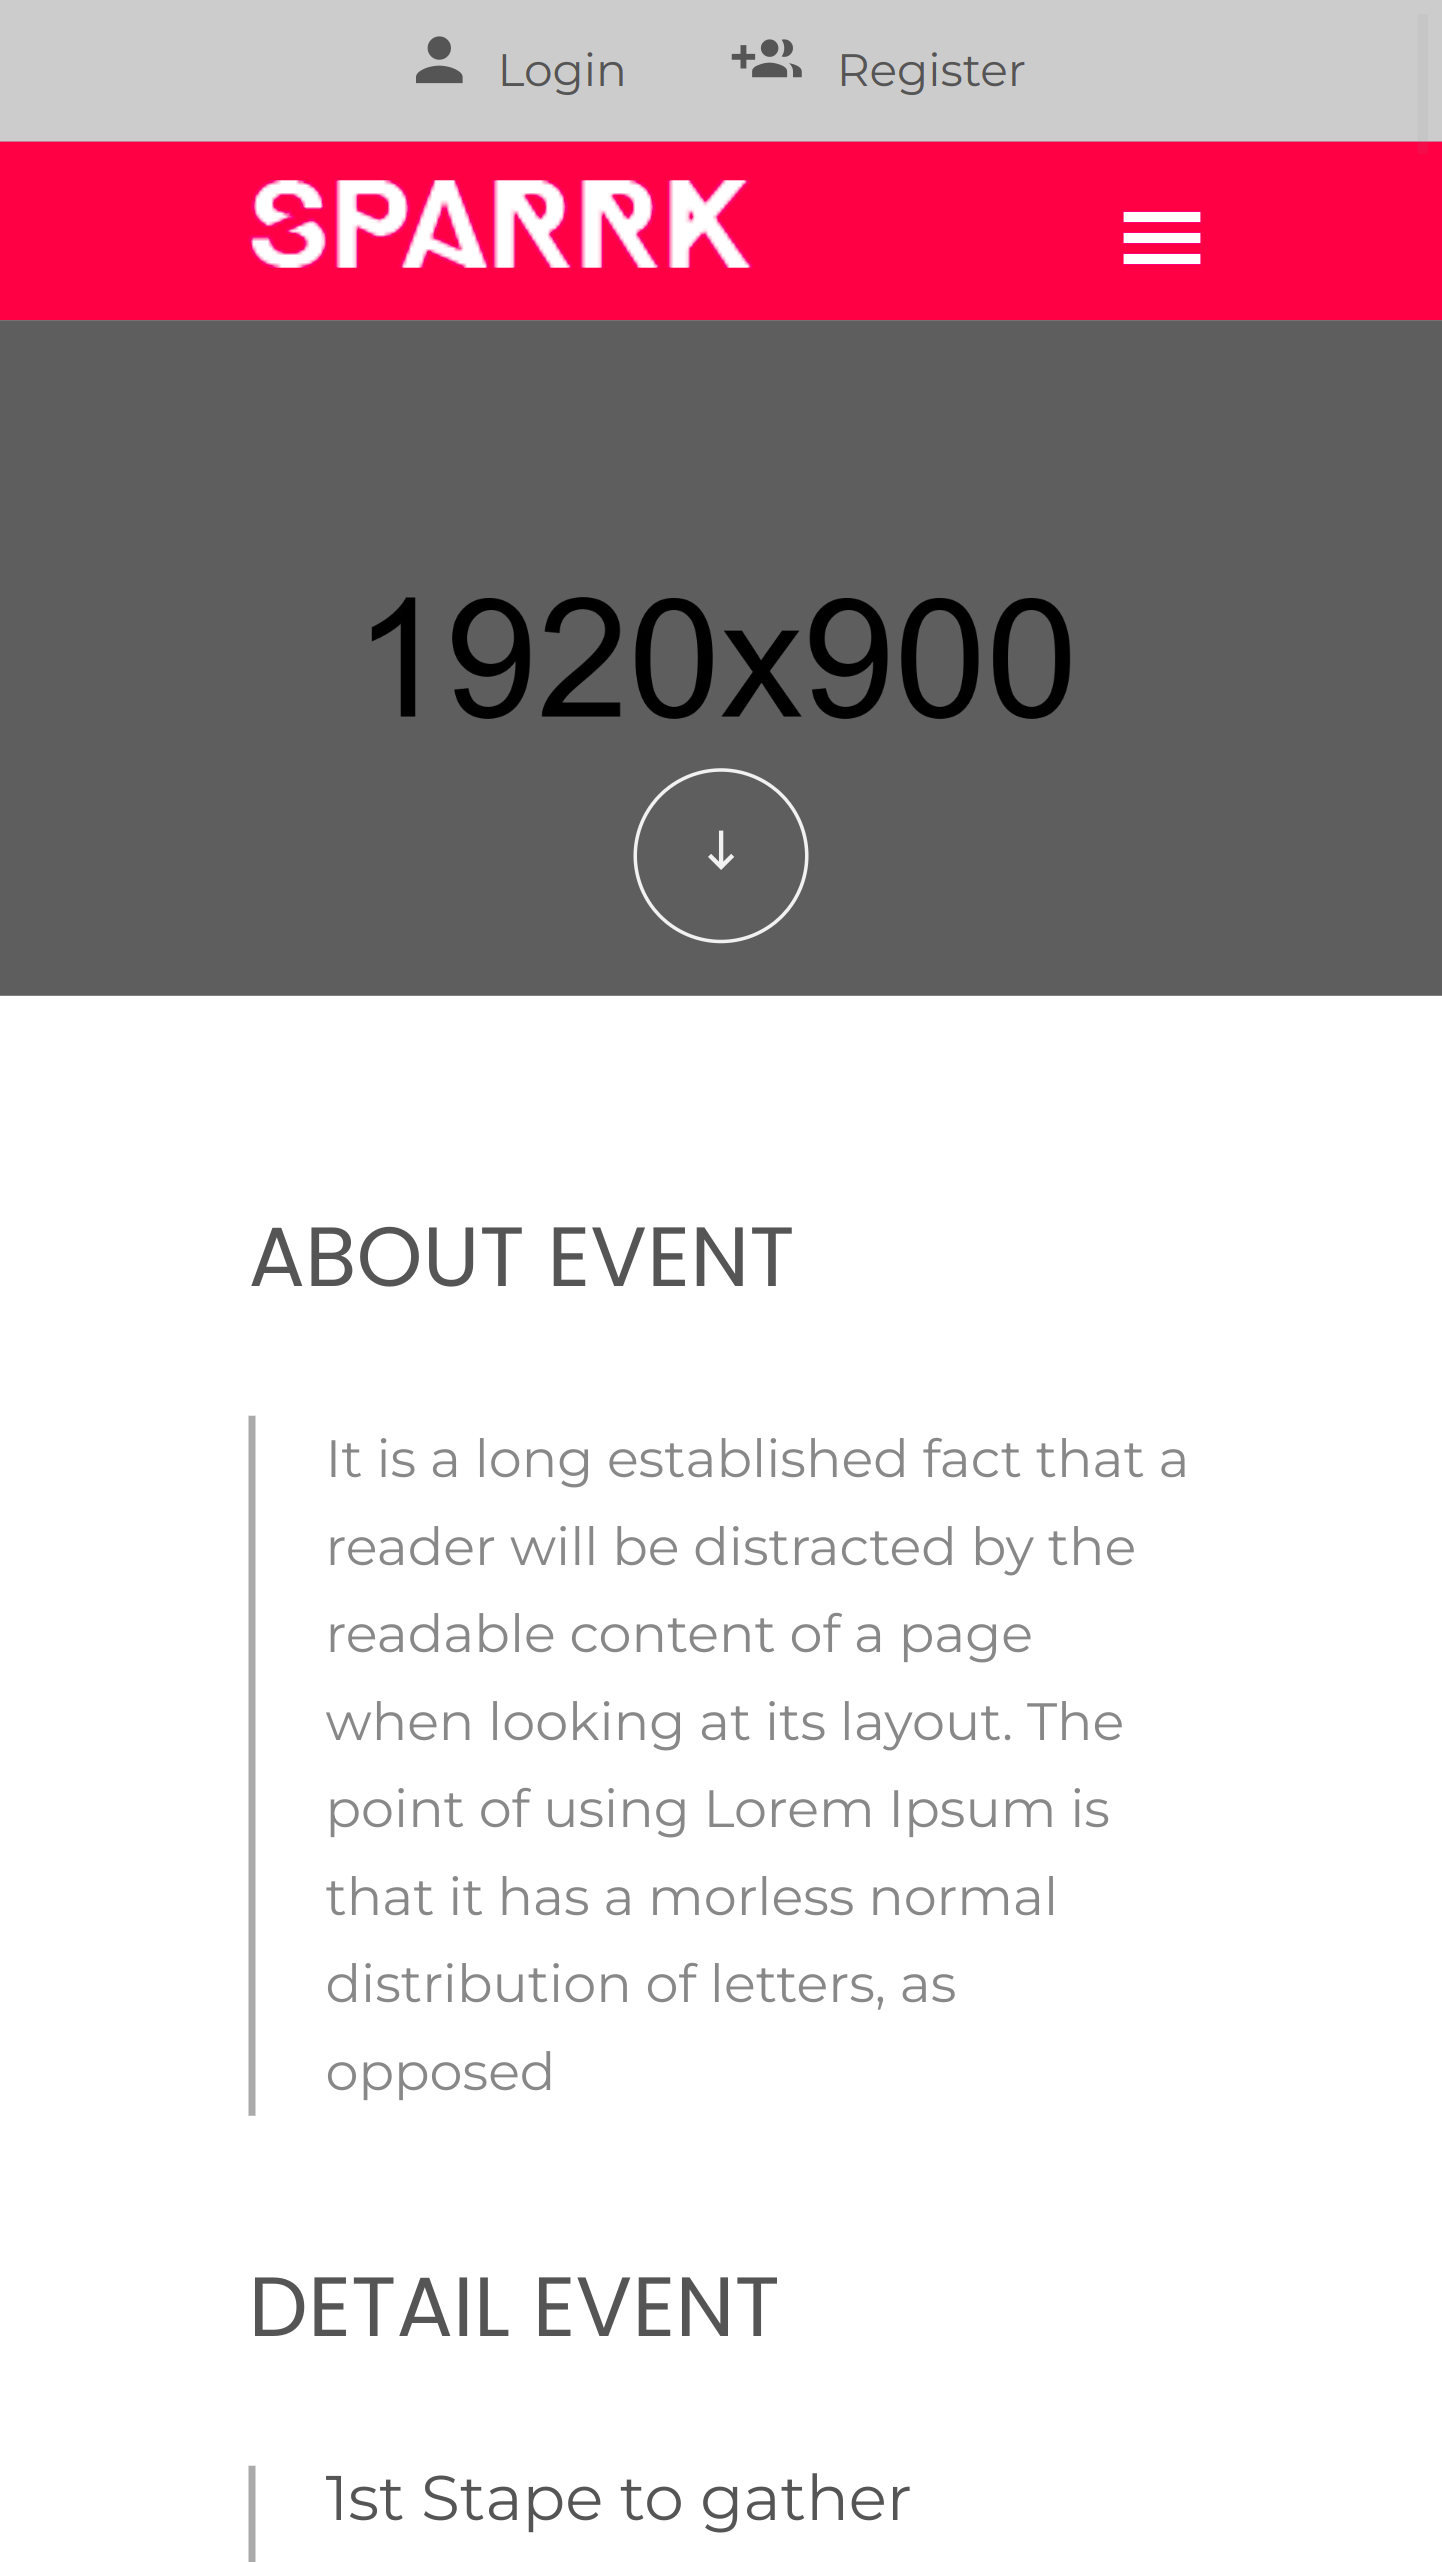 Login Register
SPARRK
1920x900
ABOUT EVENT
It is a long established fact that a
reader will be distracted by the
readable content of a page
when looking at its layout. The
point of using Lorem Ipsum is
that it has a morless normal
distribution of letters, as
opposed
DETAIL EVENT
1st Stape to gather